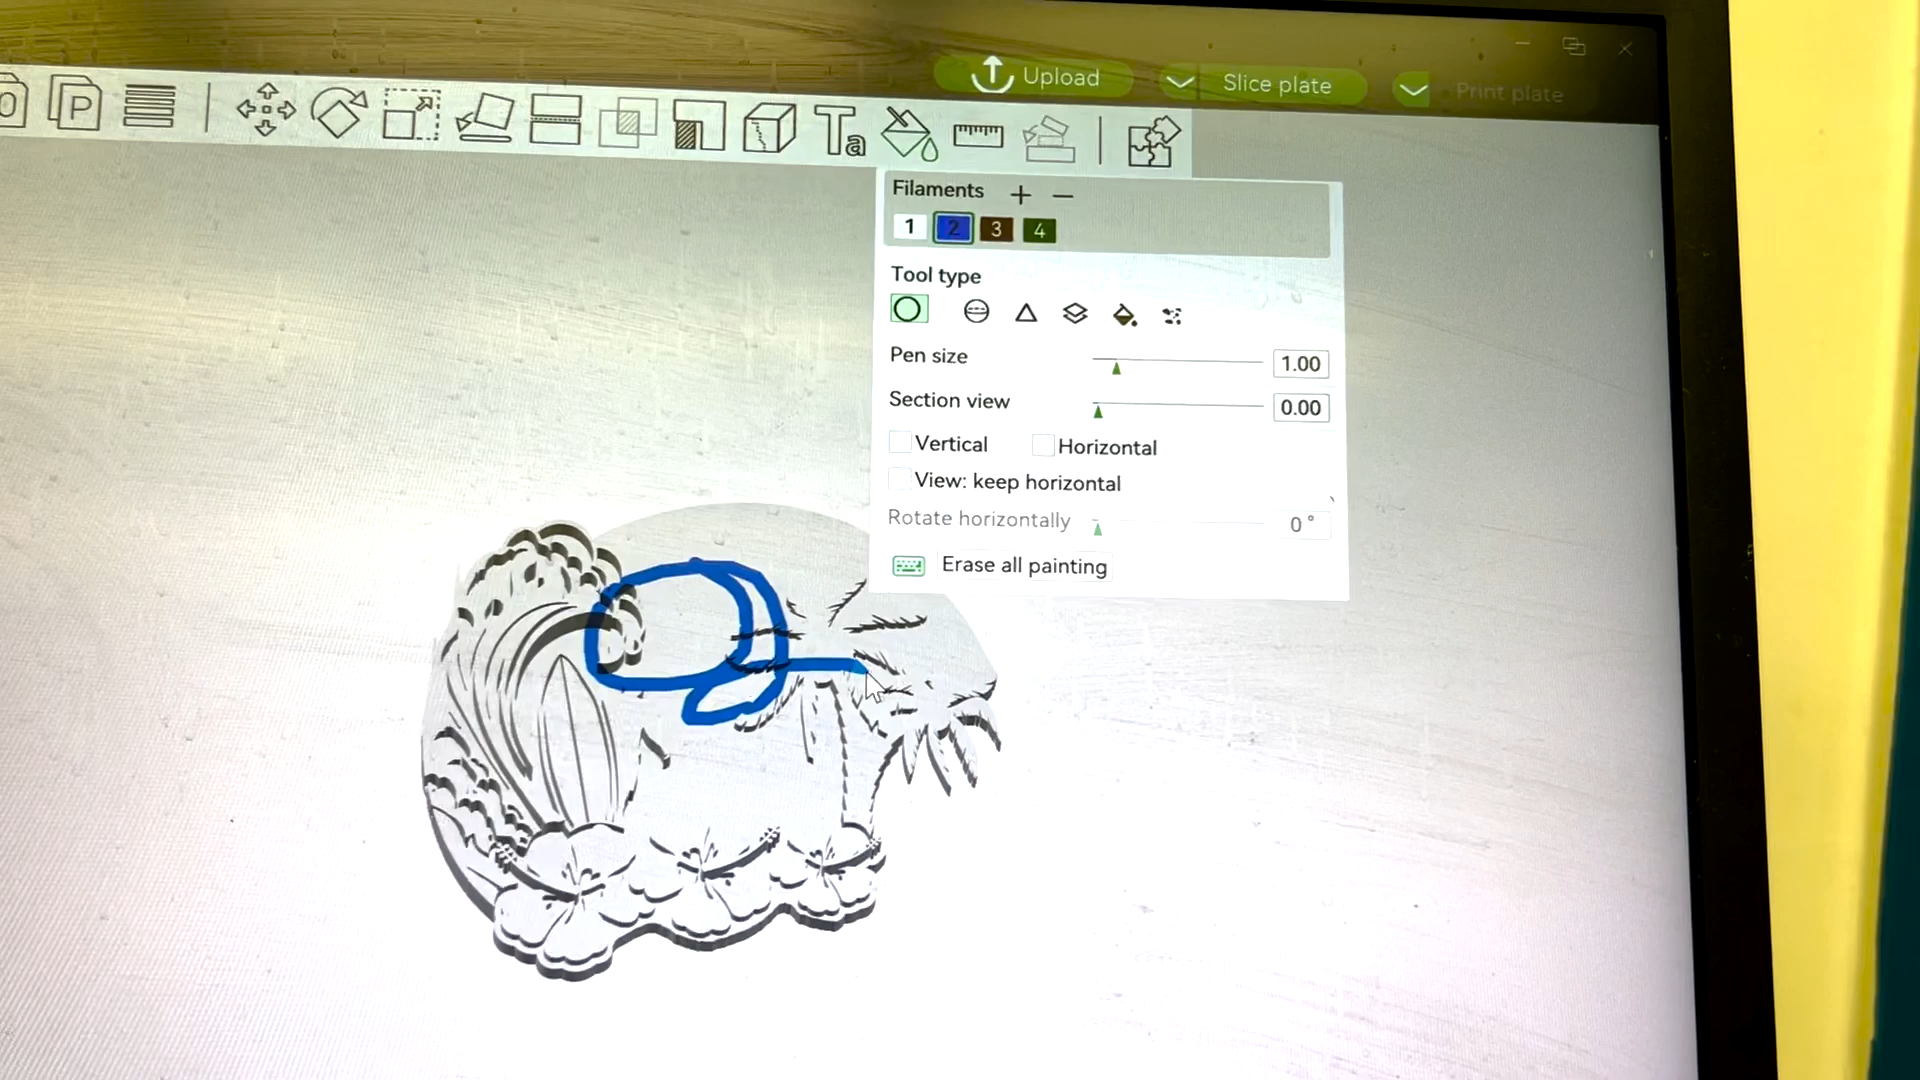 Upload
Slice plate
Print plate
P
Ta
Filaments + −
1 2 3 4
Tool type
Pen size 1.00
Section view 0.00
Vertical Horizontal
View: keep horizontal
Rotate horizontally 0 °
Erase all painting